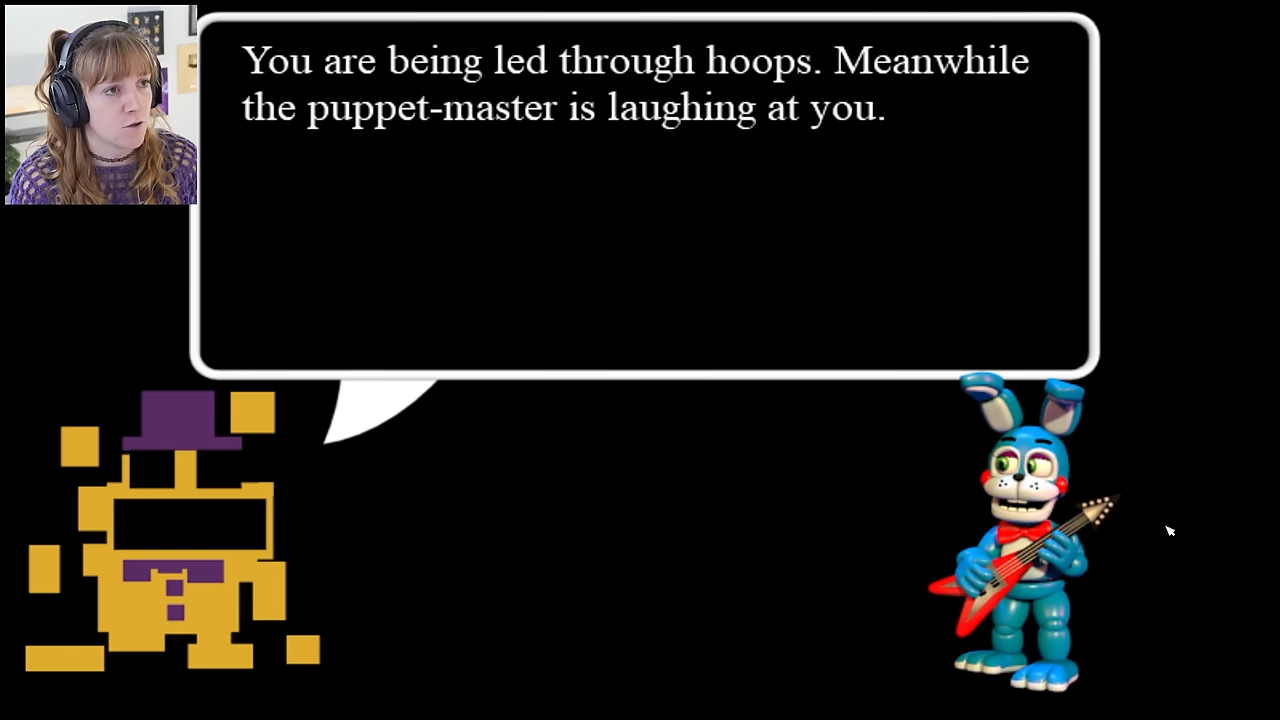 You are being led through hoops. Meanwhile
the puppet-master is laughing at you.